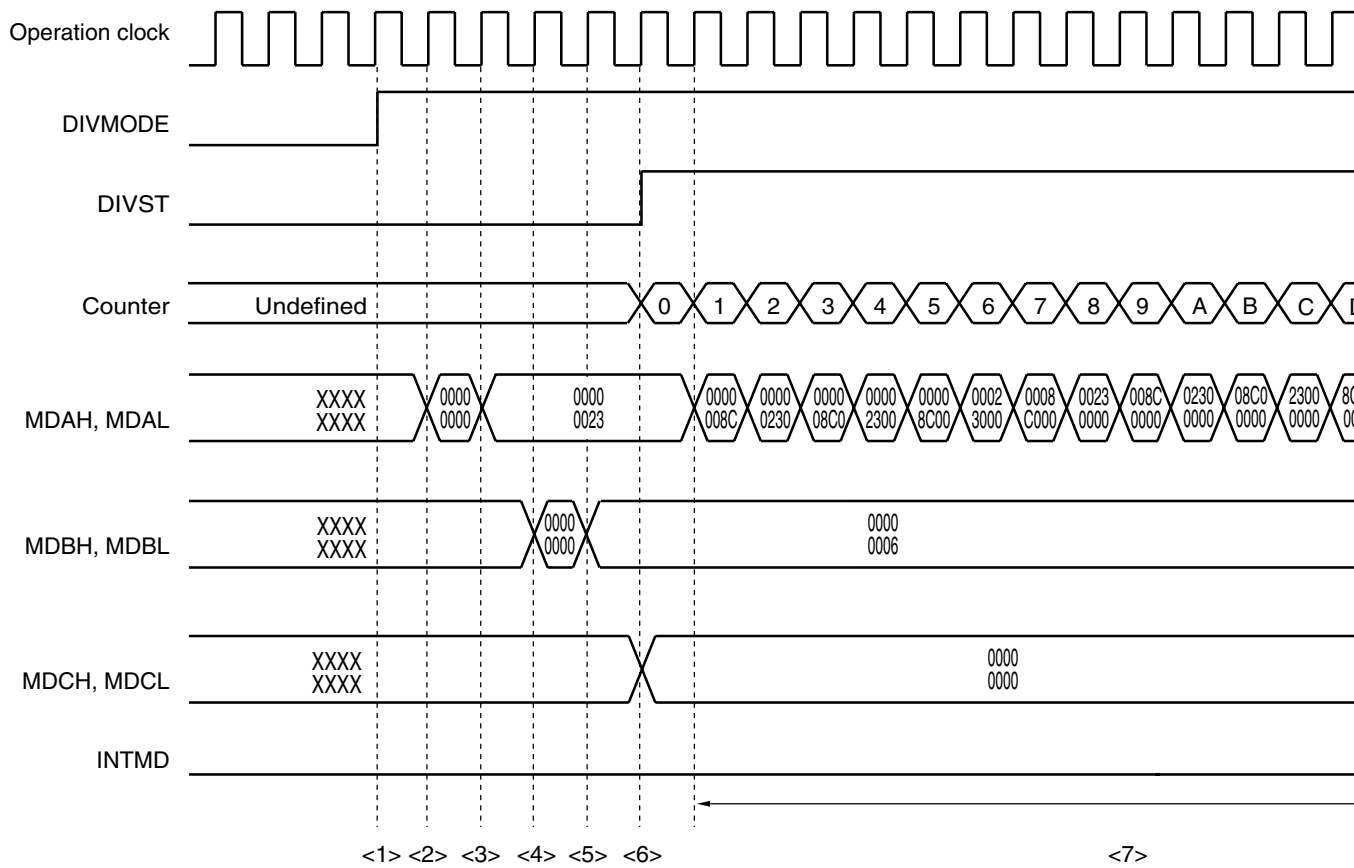 Operation clock
DIVMODE
DIVST
Counter Undefined 0 1 2 3 4 5 6 7 8 9 A B C
MDAH, MDAL
XXXX 0000 0000 0000 0000 0000 0000 0000 0002 0008 0023 008C 0230 08C0 2300
XXXX 0000 0023 008C 0230 08C0 2300 8C00 3000 C000 0000 0000 0000 0000 0000
MDBH, MDBL
XXXX 0000 0000
XXXX 0000 0006
MDCH, MDCL
XXXX 0000
XXXX 0000
INTMD
<1> <2> <3> <4> <5> <6> <7>